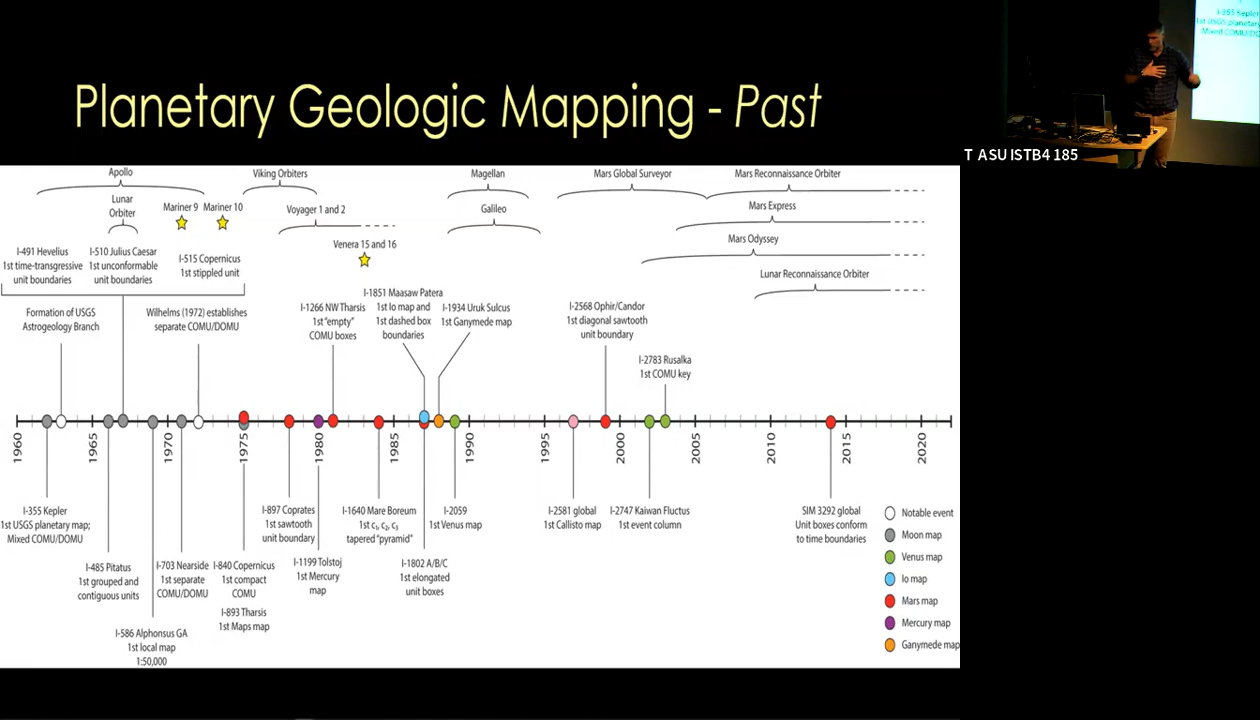 Planetary Geologic Mapping - Past
I-355 Kepler
1st USGS planetary
Mixed COMU/DO
T ASU ISTB4 185
Apollo
Viking Orbiters
Magellan
Mars Global Surveyor
Mars Reconnaissance Orbiter
Lunar
Orbiter
Mariner 9
Mariner 10
Voyager 1 and 2
Galileo
Mars Express
Venera 15 and 16
Mars Odyssey
Lunar Reconnaissance Orbiter
I-491 Hevelius
1st time-transgressive
unit boundaries
I-510 Julius Caesar
1st unconformable
unit boundaries
I-515 Copernicus
1st stippled unit
Formation of USGS
Astrogeology Branch
Wilhelms (1972) establishes
separate COMU/DOMU
I-1266 NW Tharsis
1st "empty"
COMU boxes
I-1851 Maasaw Patera
1st Io map and
1st dashed box
boundaries
I-1934 Uruk Sulcus
1st Ganymede map
I-2568 Ophir/Candor
1st diagonal sawtooth
unit boundary
I-2783 Rusalka
1st COMU key
1960
1965
1970
1975
1980
1985
1990
1995
2000
2005
2010
2015
2020
I-355 Kepler
1st USGS planetary map;
Mixed COMU/DOMU
I-485 Pitatus
1st grouped and
contiguous units
I-586 Alphonsus GA
1st local map
1:50,000
I-703 Nearside
1st separate
COMU/DOMU
I-840 Copernicus
1st compact
COMU
I-893 Tharsis
1st Maps map
I-897 Coprates
1st sawtooth
unit boundary
I-1199 Tolstoj
1st Mercury
map
I-1640 Mare Boreum
1st c₁, c₂, c₃
tapered "pyramid"
I-1802 A/B/C
1st elongated
unit boxes
I-2059
1st Venus map
I-2581 global
1st Callisto map
I-2747 Kaiwan Fluctus
1st event column
SIM 3292 global
Unit boxes conform
to time boundaries
Notable event
Moon map
Venus map
Io map
Mars map
Mercury map
Ganymede map